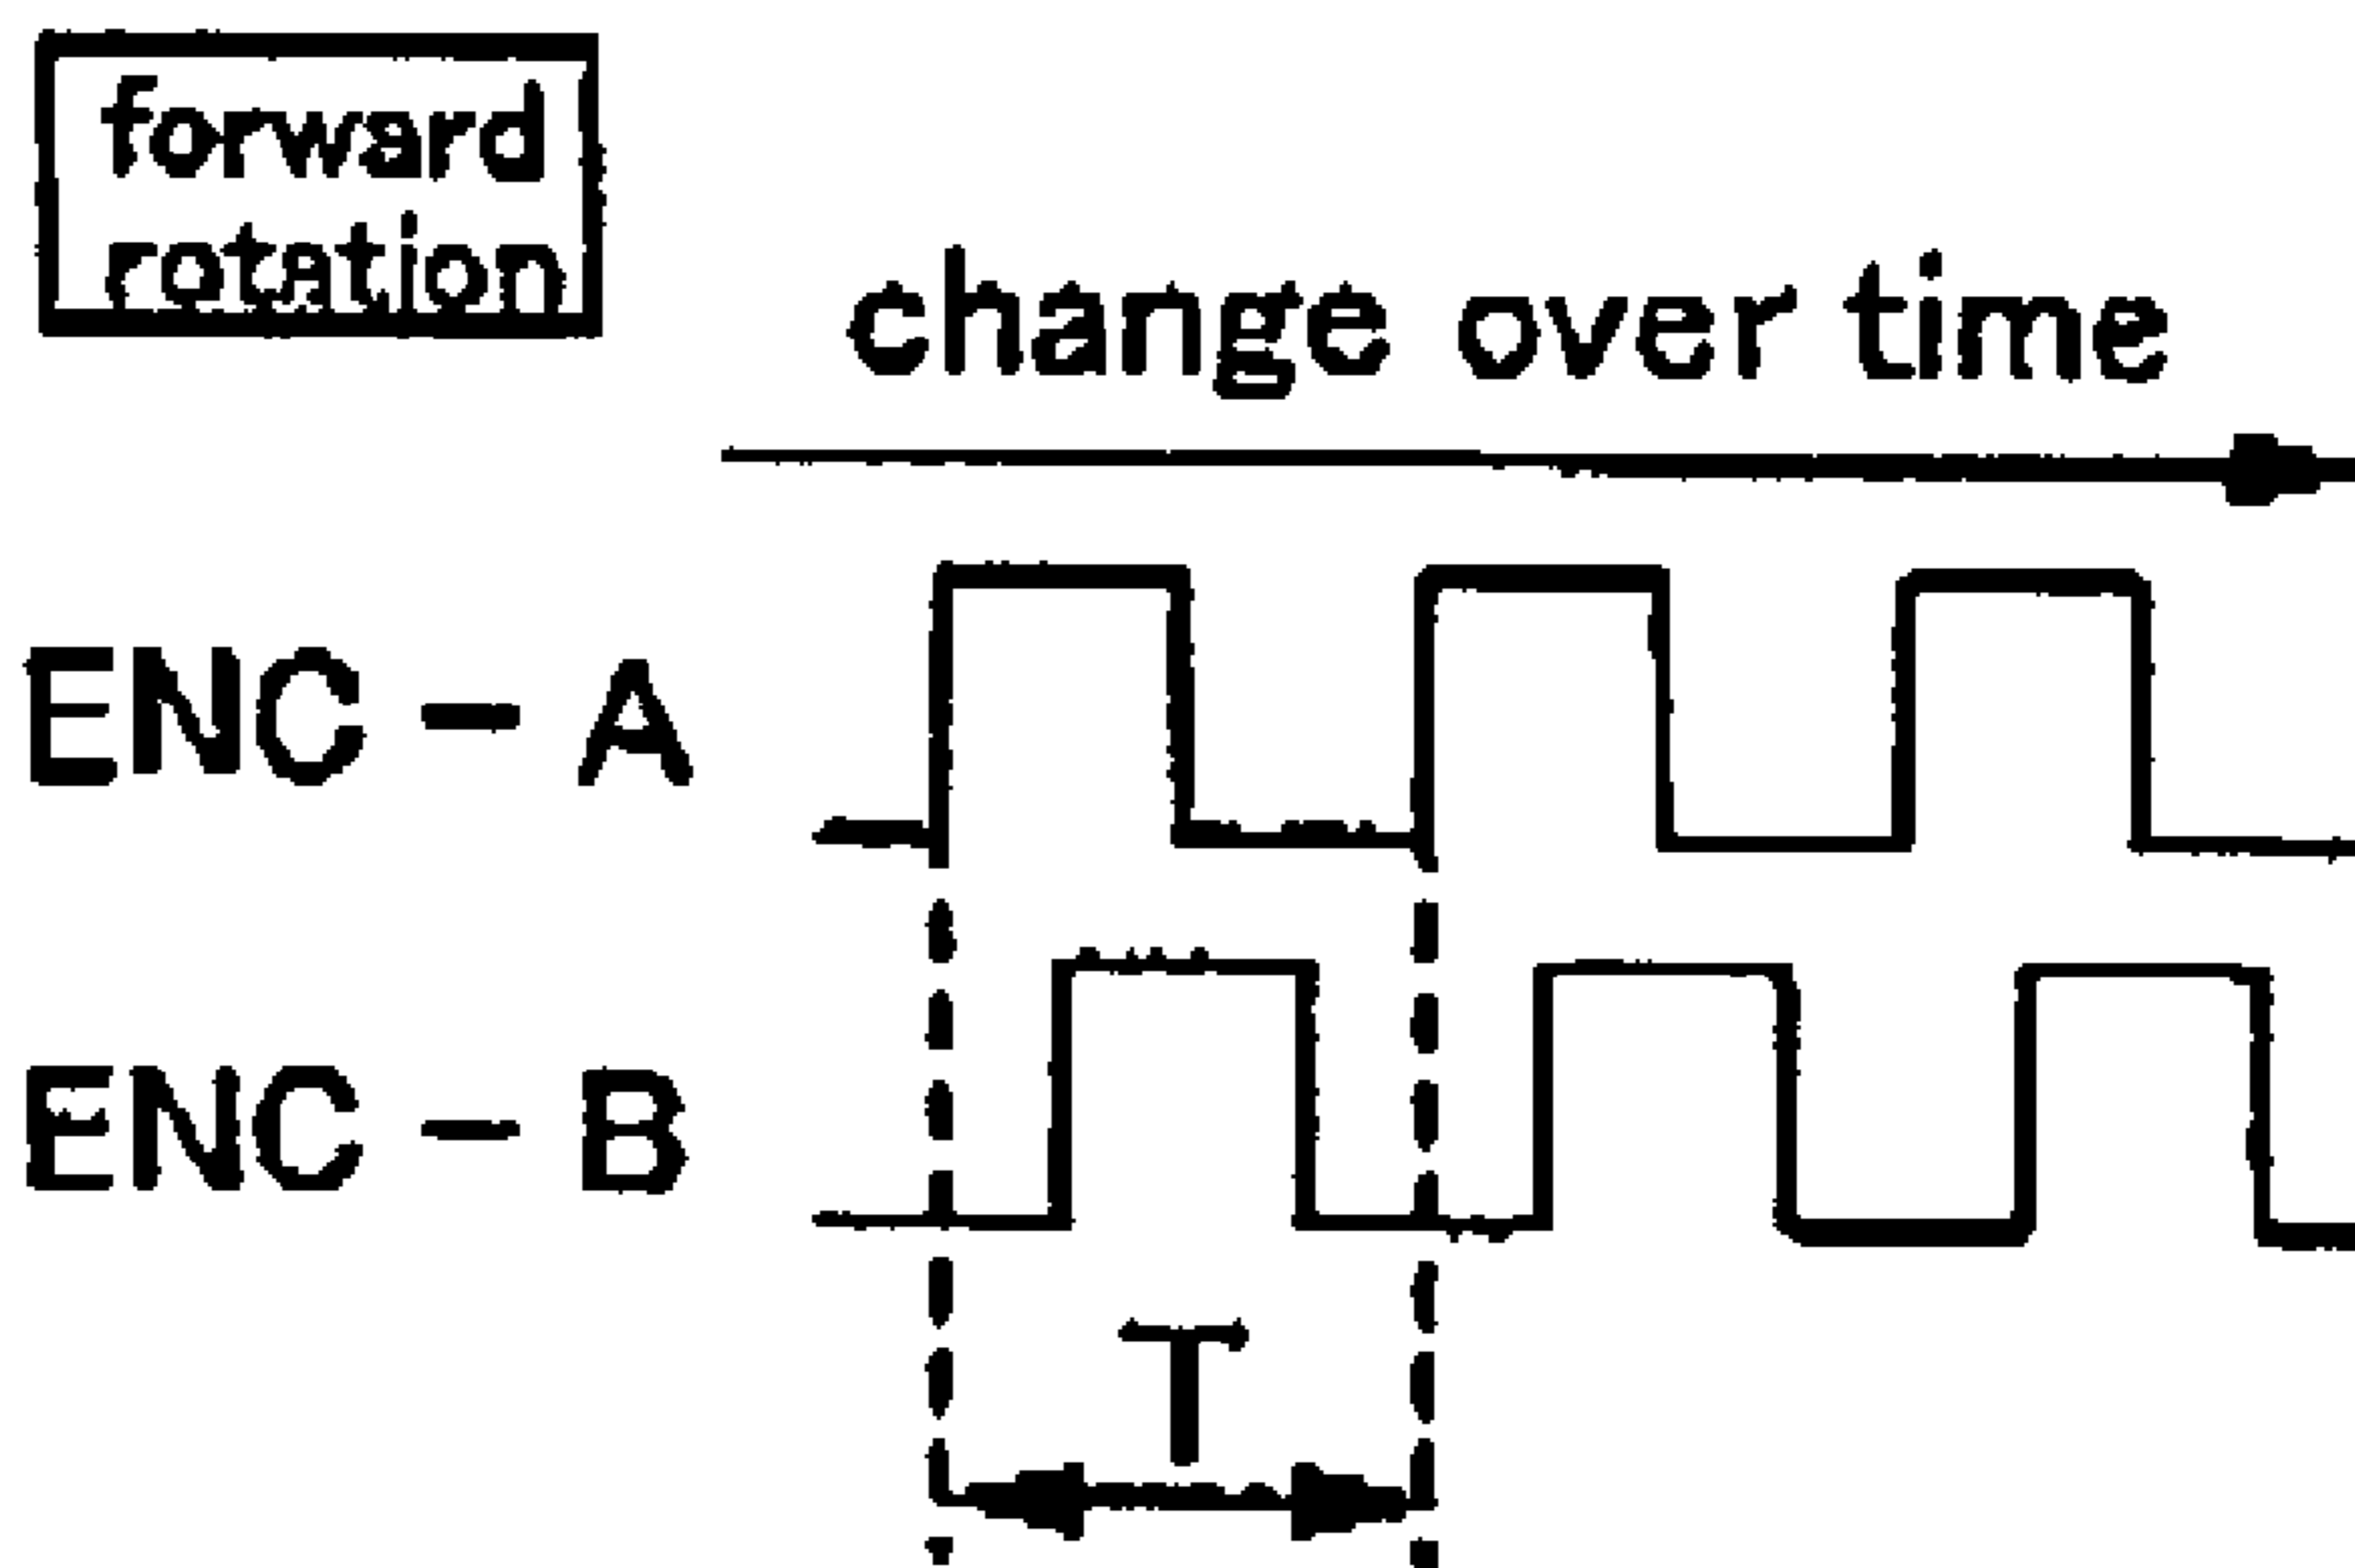 forward
rotation
change over time
ENC - A
ENC - B
T